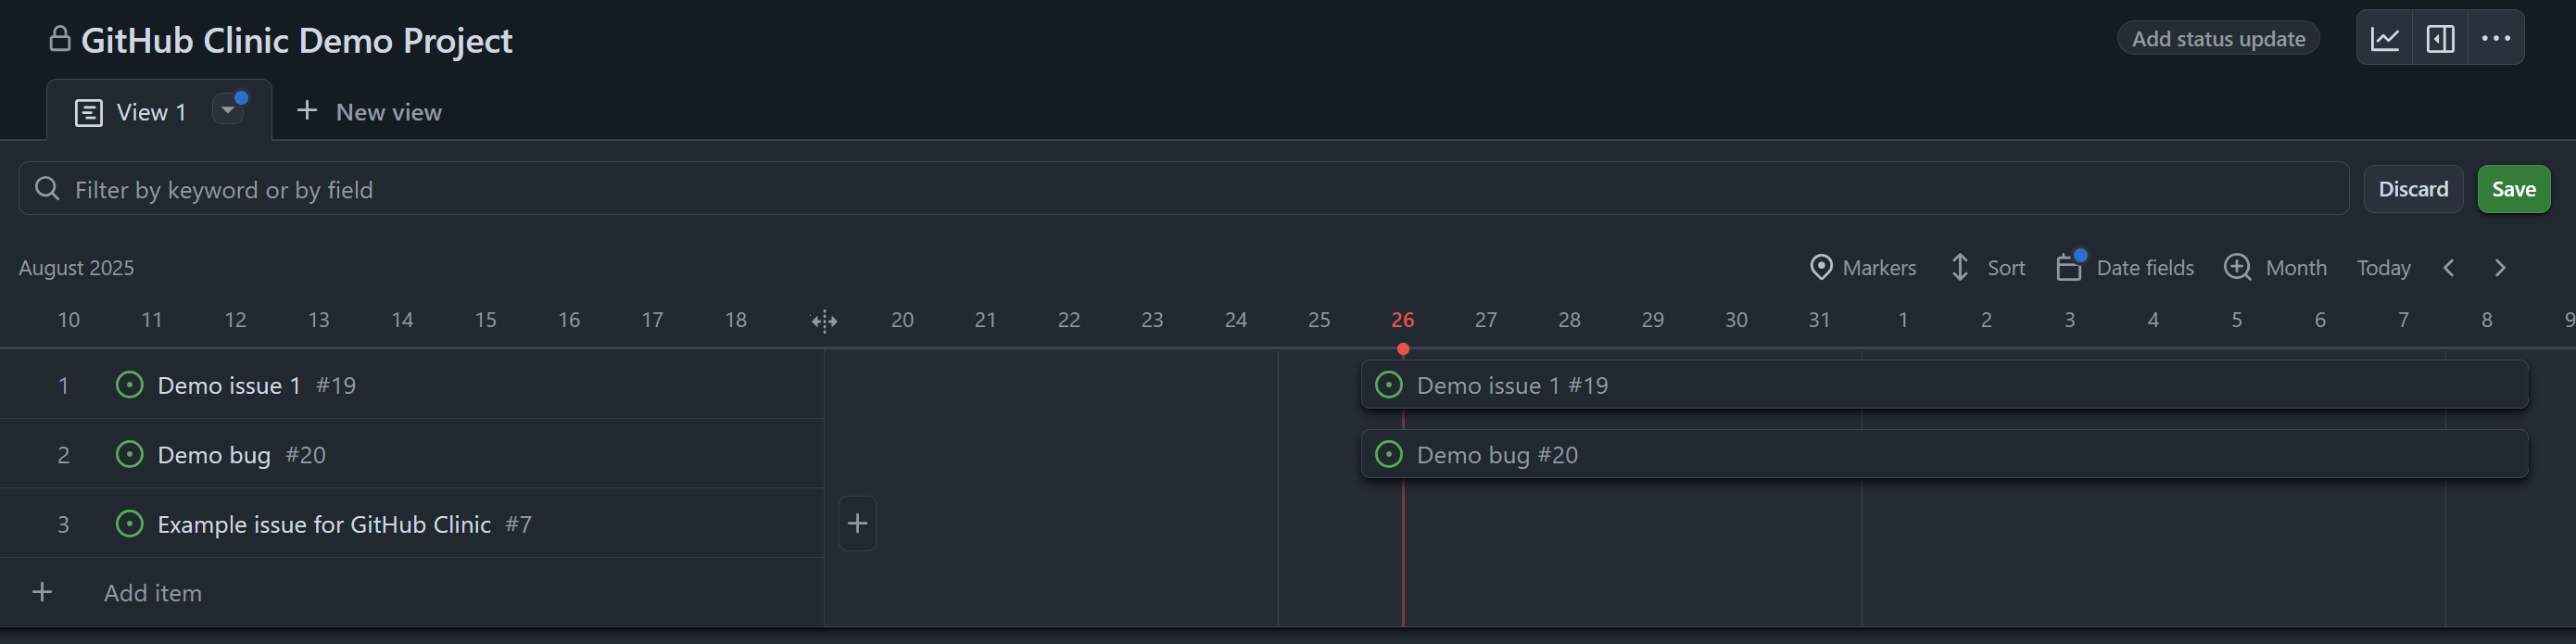 GitHub Clinic Demo Project
Add status update
View 1
New view
Filter by keyword or by field
Discard
Save
August 2025
Markers
Sort
Date fields
Month
Today
10 11 12 13 14 15 16 17 18 20 21 22 23 24 25 26 27 28 29 30 31 1 2 3 4 5 6 7 8 9
1 Demo issue 1 #19
Demo issue 1 #19
2 Demo bug #20
Demo bug #20
3 Example issue for GitHub Clinic #7
Add item